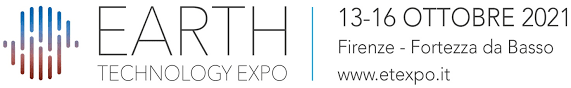 EARTH
TECHNOLOGY EXPO
13-16 OTTOBRE 2021
Firenze - Fortezza da Basso
www.etexpo.it